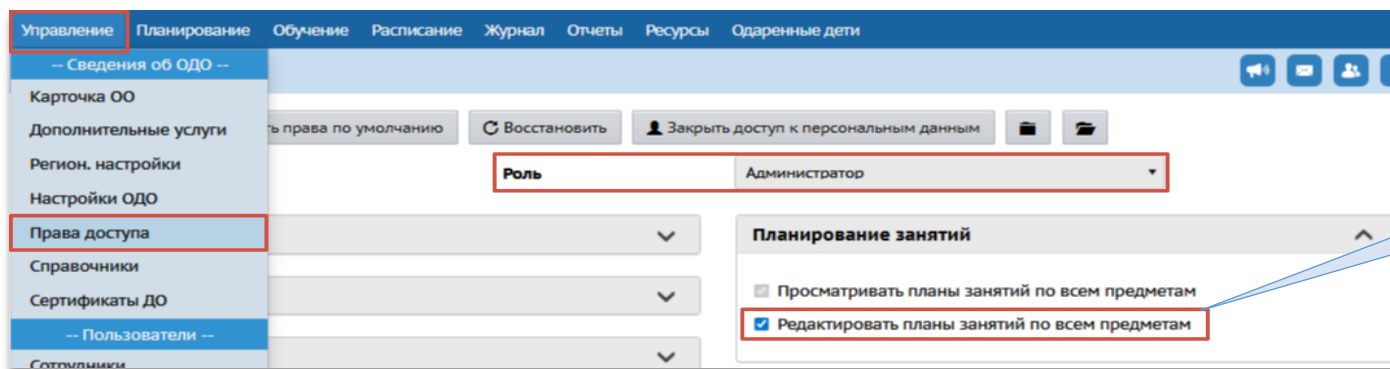 Управление Планирование Обучение Расписание Журнал Отчеты Ресурсы Одаренные дети
-- Сведения об ОДО --
Карточка ОО
Дополнительные услуги
права по умолчанию Восстановить Закрыть доступ к персональным данным
Регион. настройки
Роль Администратор
Настройки ОДО
Права доступа
Планирование занятий
Справочники
Сертификаты ДО
Просматривать планы занятий по всем предметам
-- Пользователи --
Редактировать планы занятий по всем предметам
Сотрудники